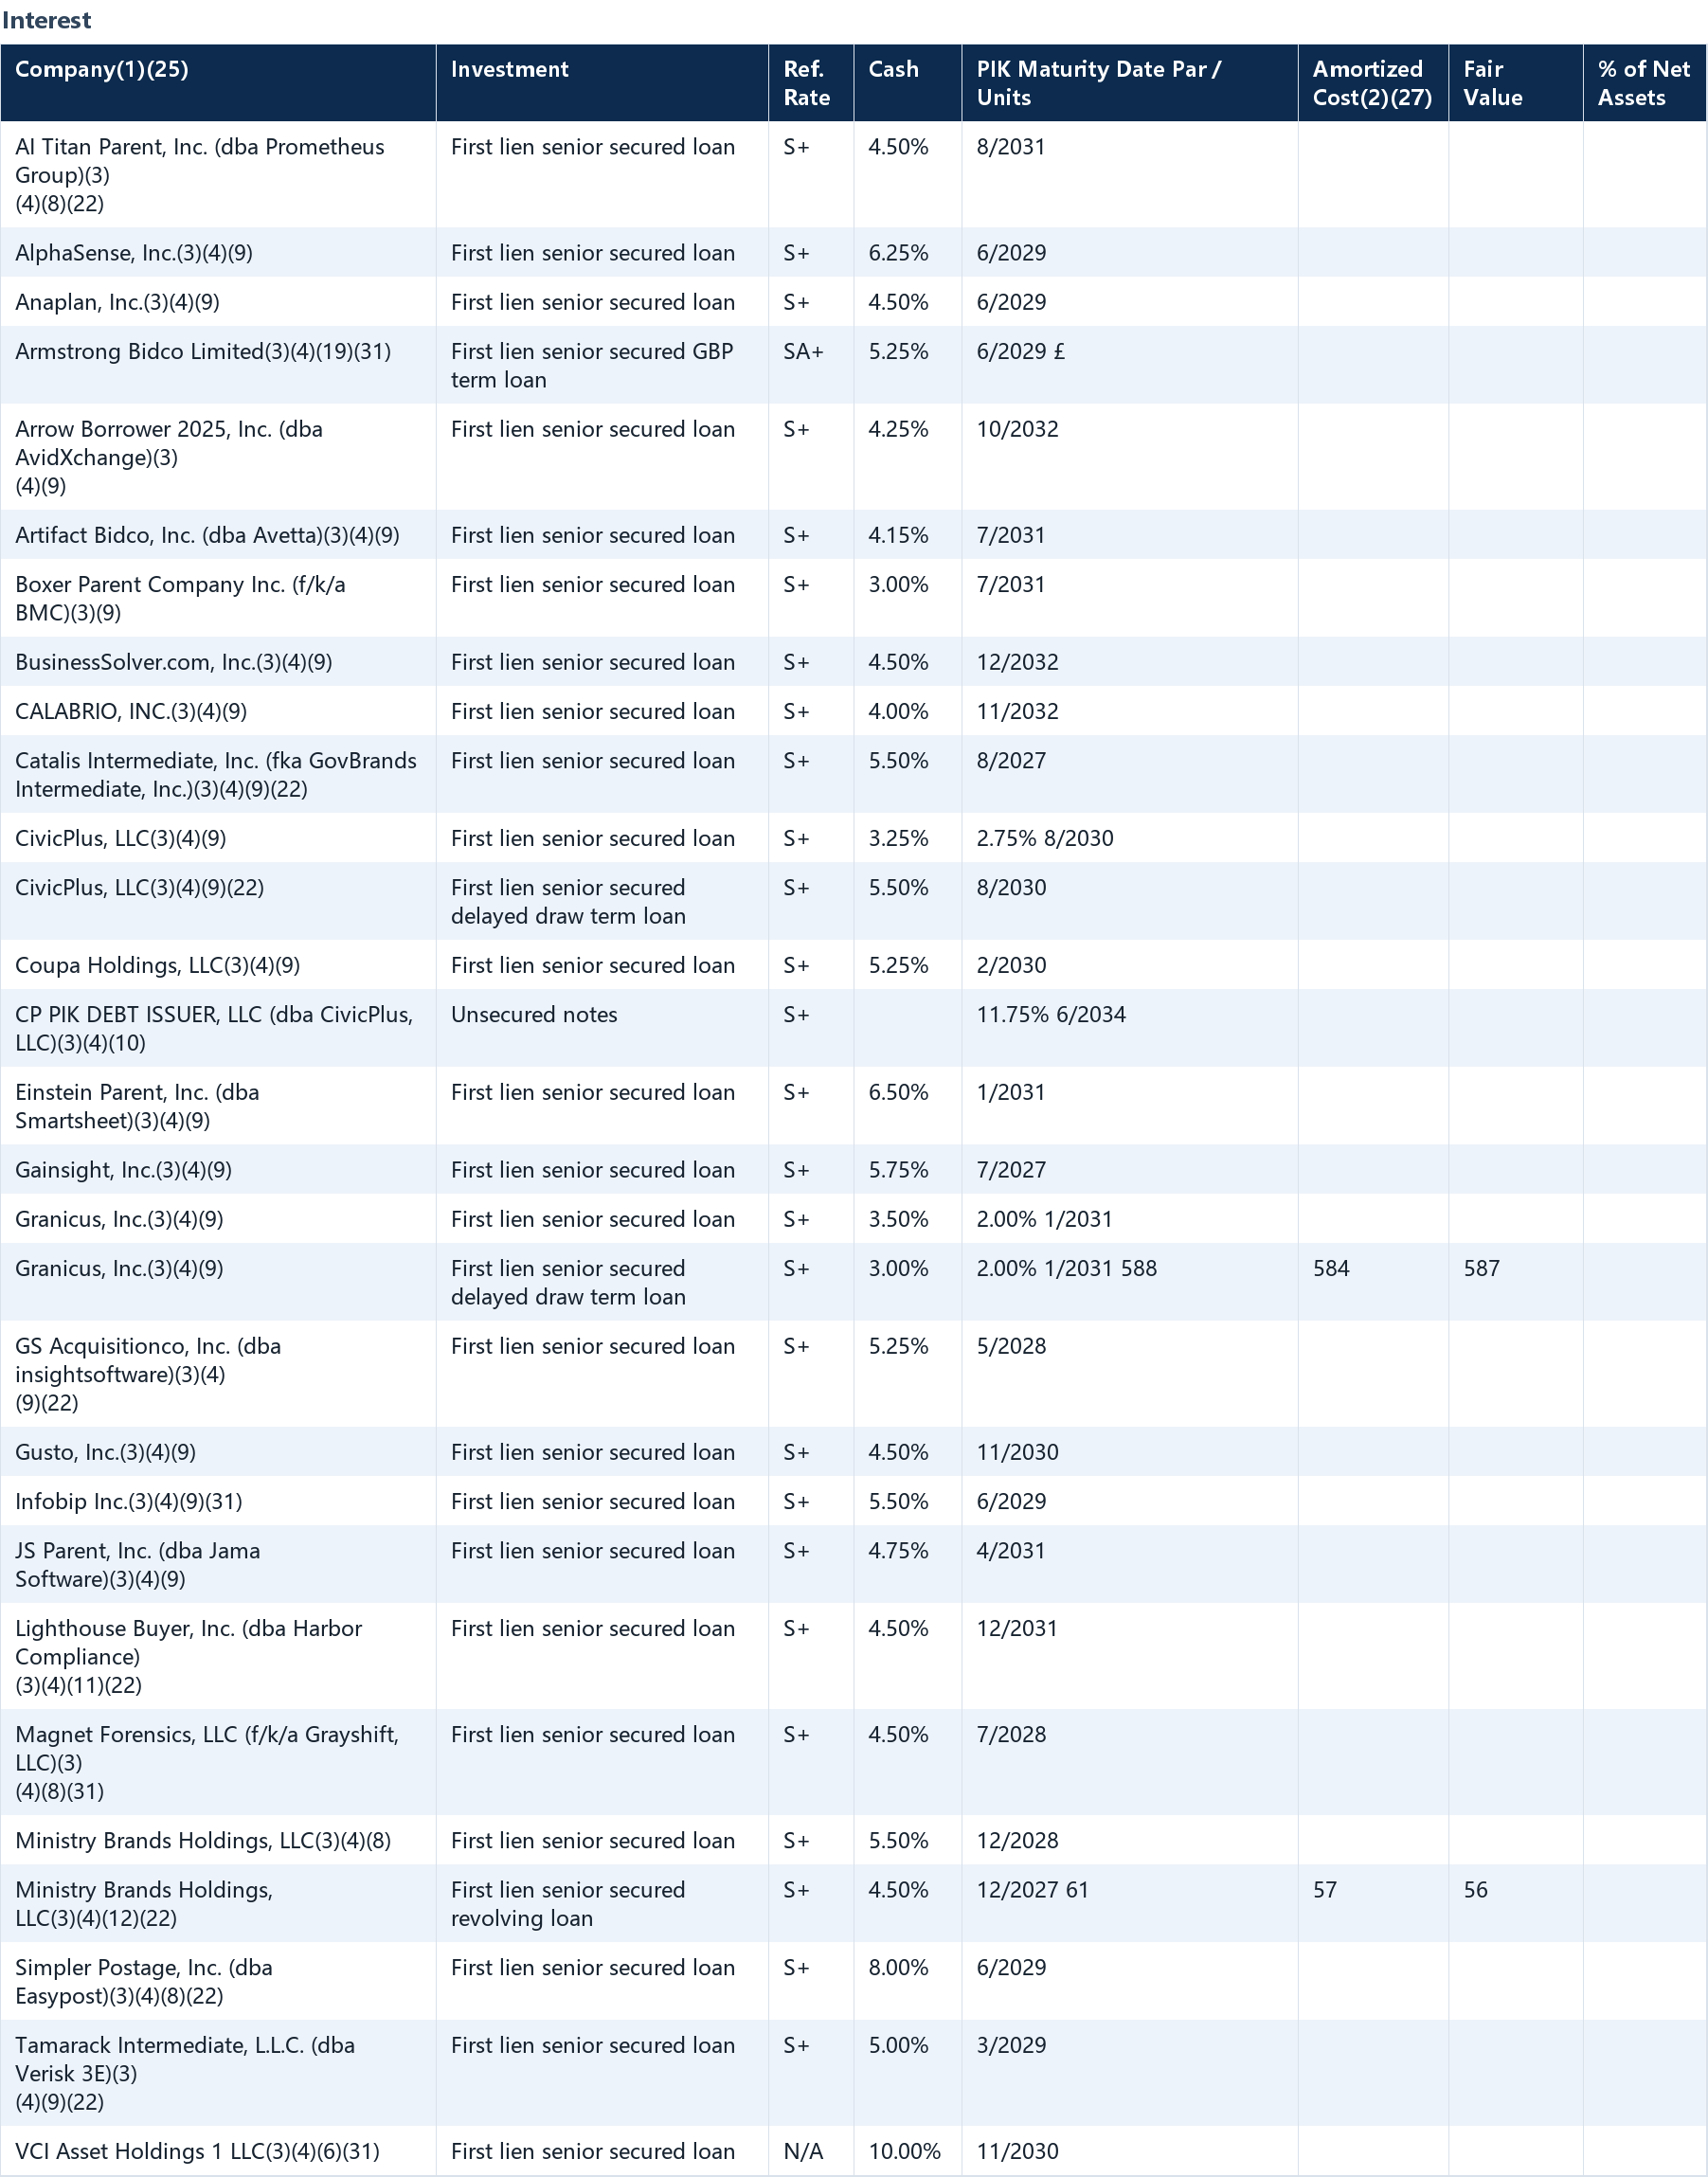 Interest
Company(1)(25) Investment Ref. Rate Cash PIK Maturity Date Par / Units Amortized Cost(2)(27) Fair Value % of Net Assets
AI Titan Parent, Inc. (dba Prometheus Group)(3) (4)(8)(22) First lien senior secured loan S+ 4.50% 8/2031
AlphaSense, Inc.(3)(4)(9) First lien senior secured loan S+ 6.25% 6/2029
Anaplan, Inc.(3)(4)(9) First lien senior secured loan S+ 4.50% 6/2029
Armstrong Bidco Limited(3)(4)(19)(31) First lien senior secured GBP term loan SA+ 5.25% 6/2029 £
Arrow Borrower 2025, Inc. (dba AvidXchange)(3) (4)(9) First lien senior secured loan S+ 4.25% 10/2032
Artifact Bidco, Inc. (dba Avetta)(3)(4)(9) First lien senior secured loan S+ 4.15% 7/2031
Boxer Parent Company Inc. (f/k/a BMC)(3)(9) First lien senior secured loan S+ 3.00% 7/2031
BusinessSolver.com, Inc.(3)(4)(9) First lien senior secured loan S+ 4.50% 12/2032
CALABRIO, INC.(3)(4)(9) First lien senior secured loan S+ 4.00% 11/2032
Catalis Intermediate, Inc. (fka GovBrands Intermediate, Inc.)(3)(4)(9)(22) First lien senior secured loan S+ 5.50% 8/2027
CivicPlus, LLC(3)(4)(9) First lien senior secured loan S+ 3.25% 2.75% 8/2030
CivicPlus, LLC(3)(4)(9)(22) First lien senior secured delayed draw term loan S+ 5.50% 8/2030
Coupa Holdings, LLC(3)(4)(9) First lien senior secured loan S+ 5.25% 2/2030
CP PIK DEBT ISSUER, LLC (dba CivicPlus, LLC)(3)(4)(10) Unsecured notes S+ 11.75% 6/2034
Einstein Parent, Inc. (dba Smartsheet)(3)(4)(9) First lien senior secured loan S+ 6.50% 1/2031
Gainsight, Inc.(3)(4)(9) First lien senior secured loan S+ 5.75% 7/2027
Granicus, Inc.(3)(4)(9) First lien senior secured loan S+ 3.50% 2.00% 1/2031
Granicus, Inc.(3)(4)(9) First lien senior secured delayed draw term loan S+ 3.00% 2.00% 1/2031 588 584 587
GS Acquisitionco, Inc. (dba insightsoftware)(3)(4) (9)(22) First lien senior secured loan S+ 5.25% 5/2028
Gusto, Inc.(3)(4)(9) First lien senior secured loan S+ 4.50% 11/2030
Infobip Inc.(3)(4)(9)(31) First lien senior secured loan S+ 5.50% 6/2029
JS Parent, Inc. (dba Jama Software)(3)(4)(9) First lien senior secured loan S+ 4.75% 4/2031
Lighthouse Buyer, Inc. (dba Harbor Compliance) (3)(4)(11)(22) First lien senior secured loan S+ 4.50% 12/2031
Magnet Forensics, LLC (f/k/a Grayshift, LLC)(3) (4)(8)(31) First lien senior secured loan S+ 4.50% 7/2028
Ministry Brands Holdings, LLC(3)(4)(8) First lien senior secured loan S+ 5.50% 12/2028
Ministry Brands Holdings, LLC(3)(4)(12)(22) First lien senior secured revolving loan S+ 4.50% 12/2027 61 57 56
Simpler Postage, Inc. (dba Easypost)(3)(4)(8)(22) First lien senior secured loan S+ 8.00% 6/2029
Tamarack Intermediate, L.L.C. (dba Verisk 3E)(3) (4)(9)(22) First lien senior secured loan S+ 5.00% 3/2029
VCI Asset Holdings 1 LLC(3)(4)(6)(31) First lien senior secured loan N/A 10.00% 11/2030